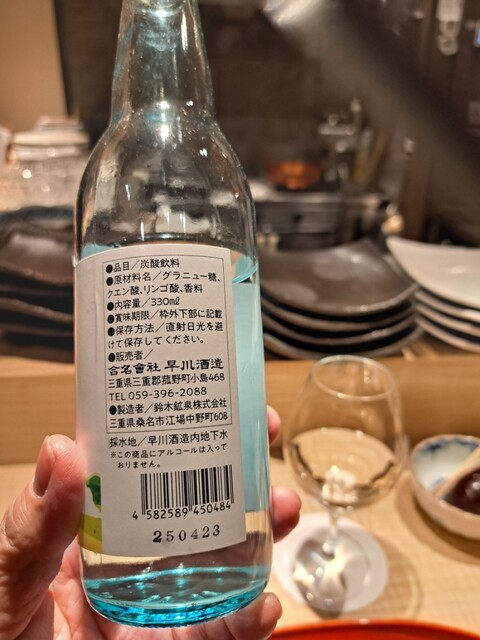 ●品目／炭酸飲料
●原材料名／グラニュー糖、
クエン酸、リンゴ酸、香料
●内容量／330㎖
●賞味期限／枠外下部に記載
●保存方法／直射日光を避
けて保存してください。
●販売者／
合名會社 早川酒造
三重県三重郡菰野町小島468
TEL 059-396-2088
●製造者／鈴木鉱泉株式会社
三重県桑名市江場中野町608
採水地／早川酒造内地下水
※この商品にアルコールは入って
おりません。
4 582589 450484
250423